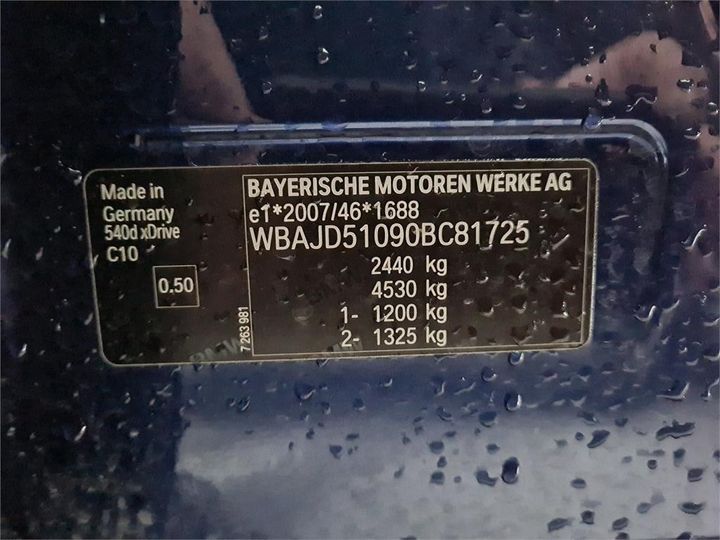 Made in
Germany
540d xDrive
C10
0.50
7 263 981
BAYERISCHE MOTOREN WERKE AG
e1*2007/46*1688
WBAJD51090BC81725
2440 kg
4530 kg
1- 1200 kg
2- 1325 kg